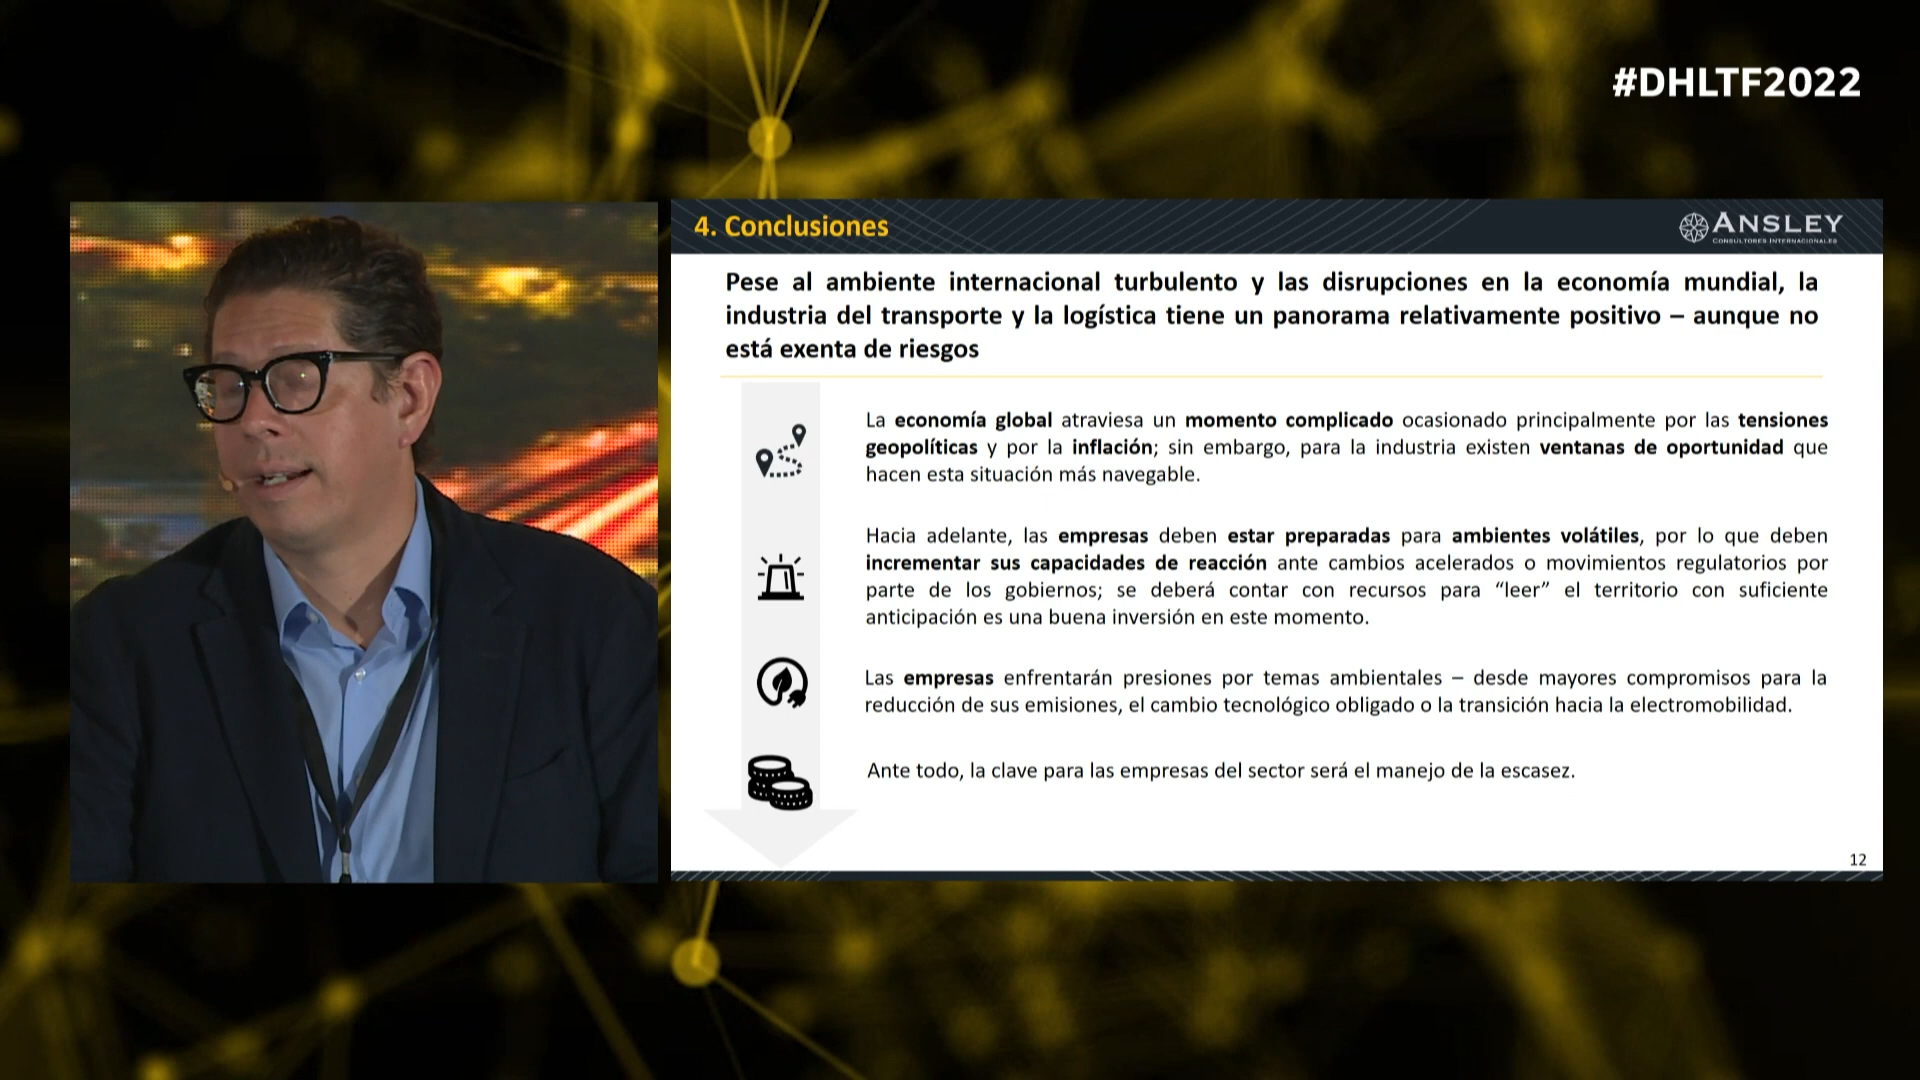 #DHLTF2022
4. Conclusiones
ANSLEY
CONSULTORES INTERNACIONALES
Pese al ambiente internacional turbulento y las disrupciones en la economía mundial, la
industria del transporte y la logística tiene un panorama relativamente positivo – aunque no
está exenta de riesgos
La economía global atraviesa un momento complicado ocasionado principalmente por las tensiones
geopolíticas y por la inflación; sin embargo, para la industria existen ventanas de oportunidad que
hacen esta situación más navegable.
Hacia adelante, las empresas deben estar preparadas para ambientes volátiles, por lo que deben
incrementar sus capacidades de reacción ante cambios acelerados o movimientos regulatorios por
parte de los gobiernos; se deberá contar con recursos para “leer” el territorio con suficiente
anticipación es una buena inversión en este momento.
Las empresas enfrentarán presiones por temas ambientales – desde mayores compromisos para la
reducción de sus emisiones, el cambio tecnológico obligado o la transición hacia la electromobilidad.
Ante todo, la clave para las empresas del sector será el manejo de la escasez.
12